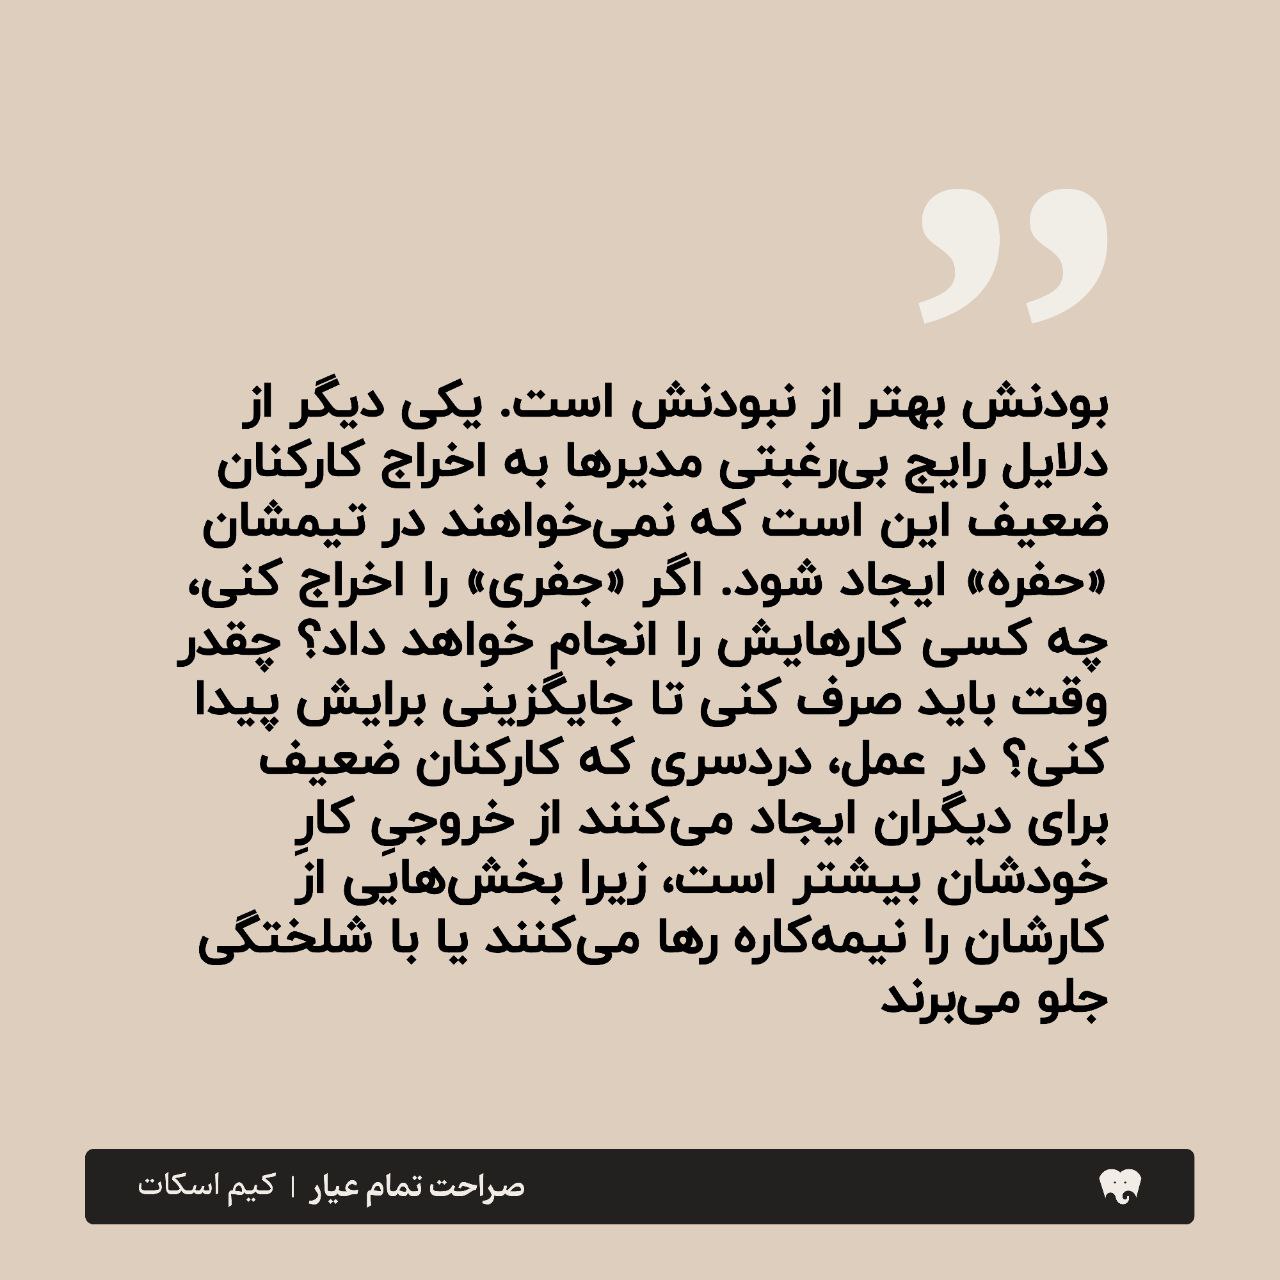 بودنش بهتر از نبودنش است. یکی دیگر از
دلایل رایج بی‌رغبتی مدیرها به اخراج کارکنان
ضعیف این است که نمی‌خواهند در تیمشان
«حفره» ایجاد شود. اگر «جفری» را اخراج کنی،
چه کسی کارهایش را انجام خواهد داد؟ چقدر
وقت باید صرف کنی تا جایگزینی برایش پیدا
کنی؟ در عمل، دردسری که کارکنان ضعیف
برای دیگران ایجاد می‌کنند از خروجیِ کارِ
خودشان بیشتر است، زیرا بخش‌هایی از
کارشان را نیمه‌کاره رها می‌کنند یا با شلختگی
جلو می‌برند
صراحت تمام عیار | کیم اسکات